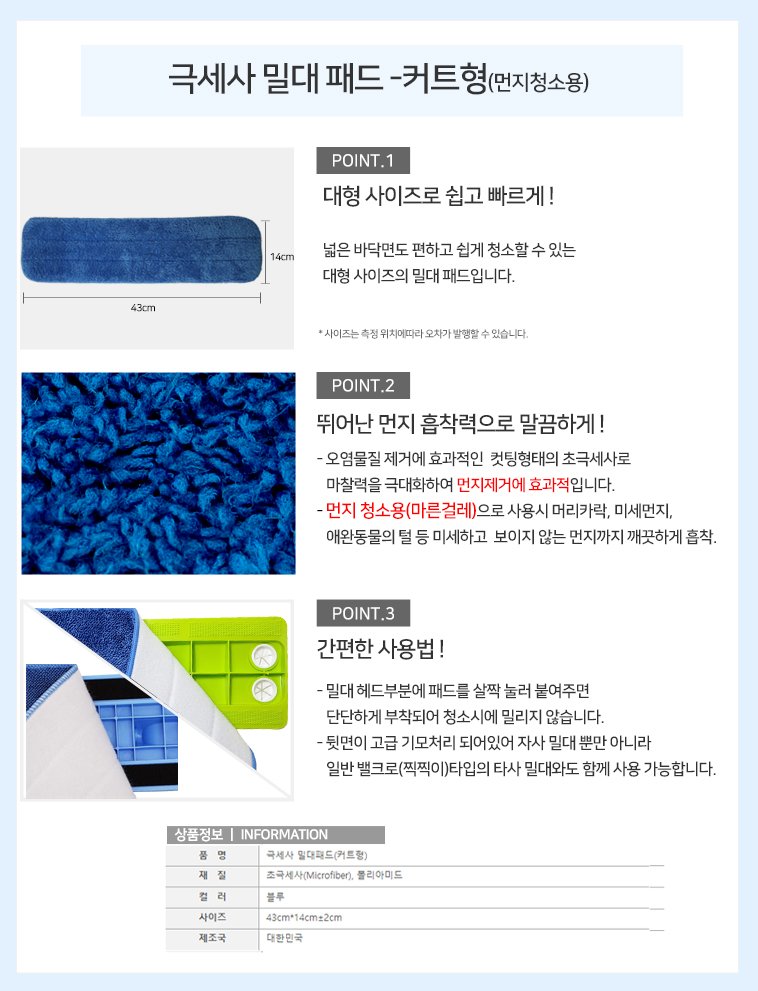 극세사 밀대 패드 -커트형(먼지청소용)
POINT.1
대형 사이즈로 쉽고 빠르게 !
넓은 바닥면도 편하고 쉽게 청소할 수 있는
대형 사이즈의 밀대 패드입니다.
14cm
43cm
* 사이즈는 측정 위치에따라 오차가 발행할 수 있습니다.
POINT.2
뛰어난 먼지 흡착력으로 말끔하게 !
- 오염물질 제거에 효과적인 컷팅형태의 초극세사로
마찰력을 극대화하여 먼지제거에 효과적입니다.
- 먼지 청소용(마른걸레)으로 사용시 머리카락, 미세먼지,
애완동물의 털 등 미세하고 보이지 않는 먼지까지 깨끗하게 흡착.
POINT.3
간편한 사용법 !
- 밀대 헤드부분에 패드를 살짝 눌러 붙여주면
단단하게 부착되어 청소시에 밀리지 않습니다.
- 뒷면이 고급 기모처리 되어있어 자사 밀대 뿐만 아니라
일반 밸크로(찍찍이)타입의 타사 밀대와도 함께 사용 가능합니다.
상품정보 | INFORMATION
품 명 극세사 밀대패드(커트형)
재 질 초극세사(Microfiber), 폴리아미드
컬 러 블루
사이즈 43cm*14cm±2cm
제조국 대한민국